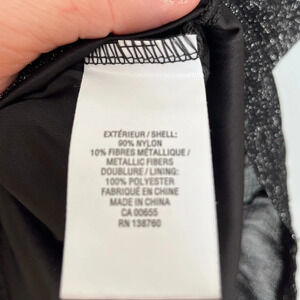 EXTÉRIEUR / SHELL:
90% NYLON
10% FIBRES MÉTALLIQUE /
METALLIC FIBERS
DOUBLURE / LINING:
100% POLYESTER
FABRIQUÉ EN CHINE
MADE IN CHINA
CA 00655
RN 138760